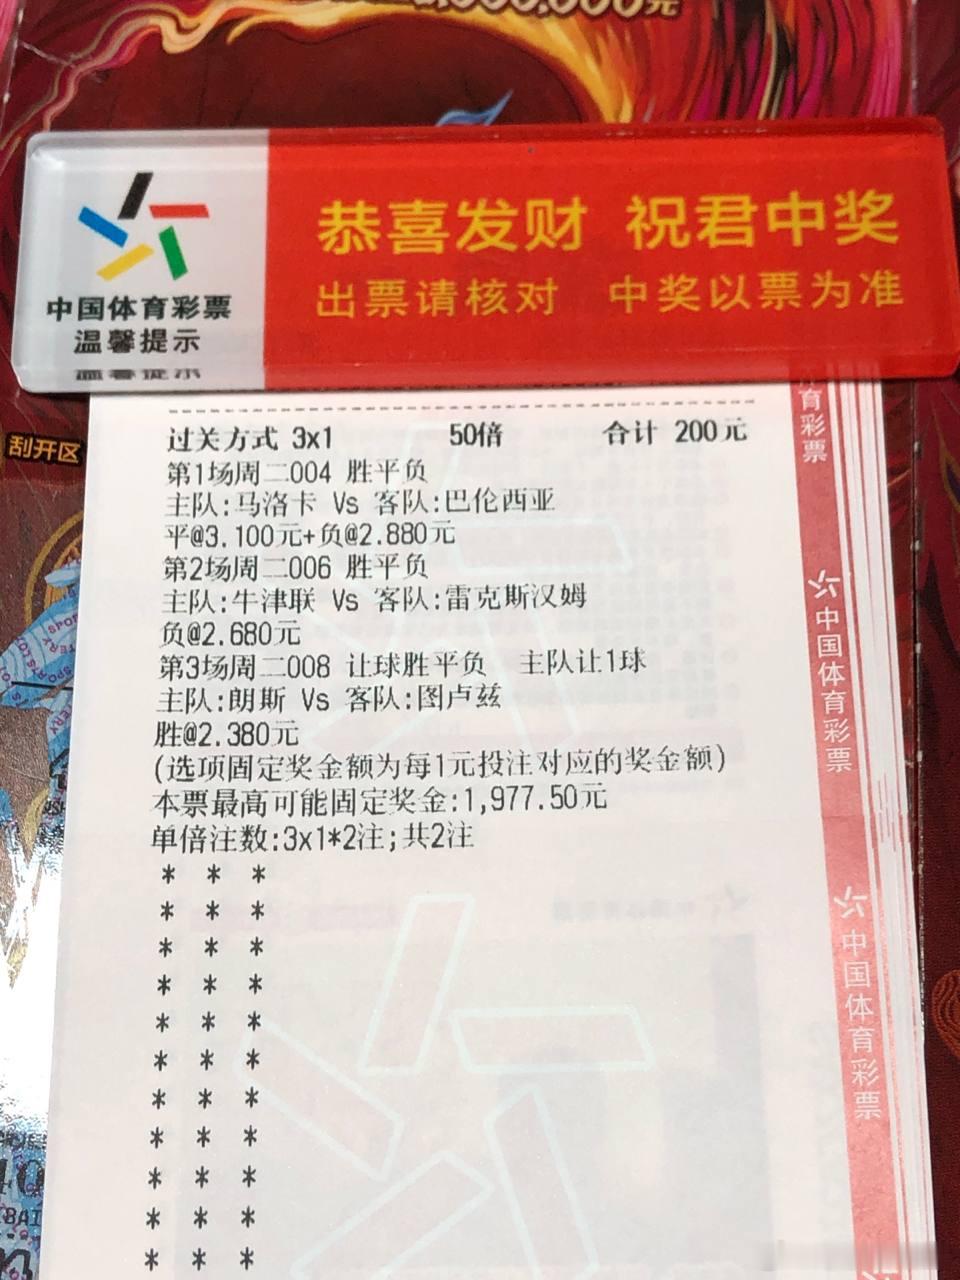 恭喜发财 祝君中奖
出票请核对 中奖以票为准
中国体育彩票
温馨提示
刮开区
过关方式 3x1 50倍 合计 200元
第1场周二004 胜平负
主队:马洛卡 Vs 客队:巴伦西亚
平@3.100元+负@2.880元
第2场周二006 胜平负
主队:牛津联 Vs 客队:雷克斯汉姆
负@2.680元
第3场周二008 让球胜平负 主队让1球
主队:朗斯 Vs 客队:图卢兹
胜@2.380元
(选项固定奖金额为每1元投注对应的奖金额)
本票最高可能固定奖金:1,977.50元
单倍注数:3x1*2注;共2注
* * *
* * *
* * *
* * *
* * *
* * *
* * *
* * *
* * *
* * *
* * *
育彩票
中国体育彩票
中国体育彩票